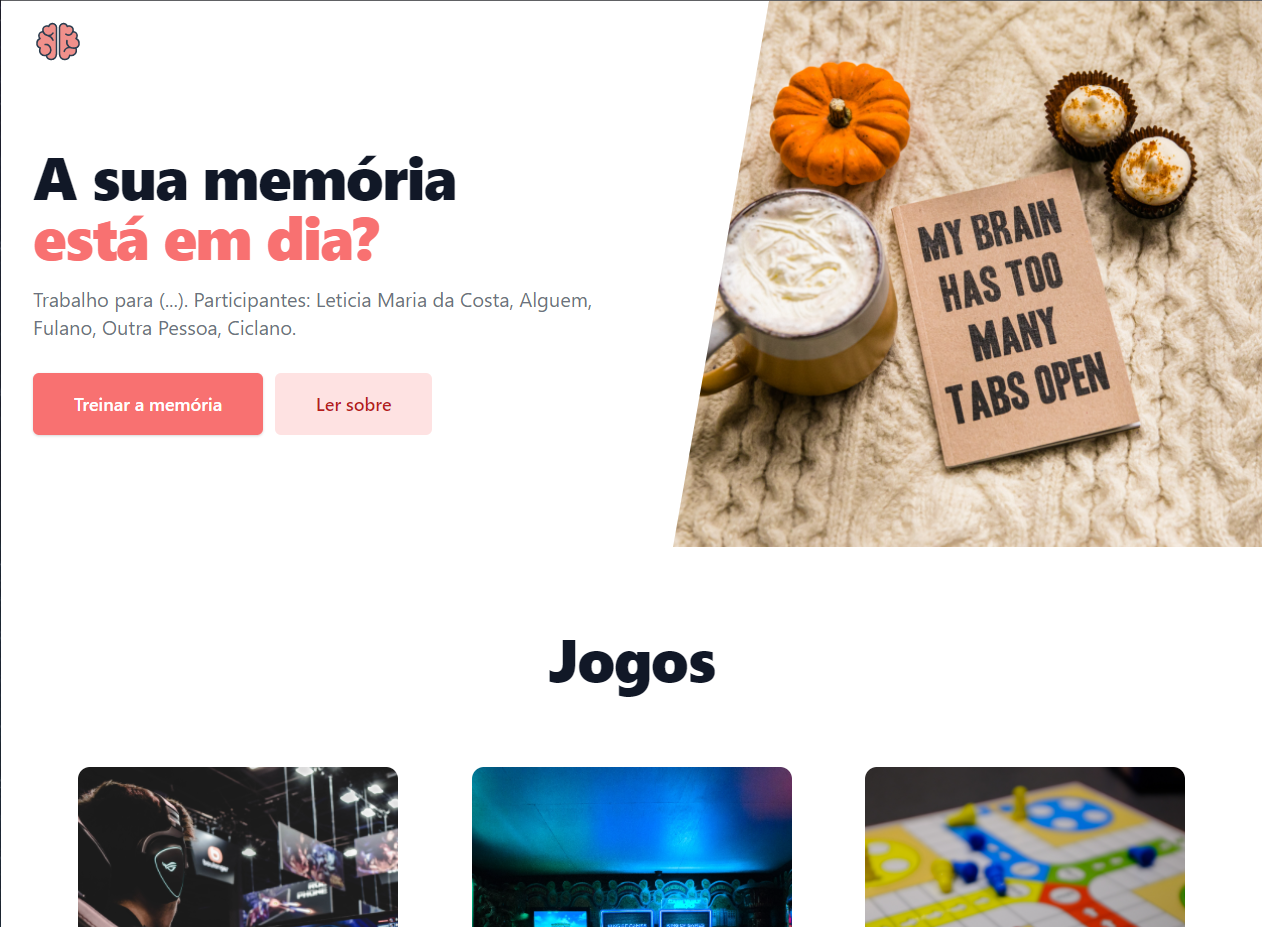 A sua memória
está em dia?
Trabalho para (...). Participantes: Leticia Maria da Costa, Alguem,
Fulano, Outra Pessoa, Ciclano.
Treinar a memória
Ler sobre
MY BRAIN
HAS TOO
MANY
TABS OPEN
Jogos